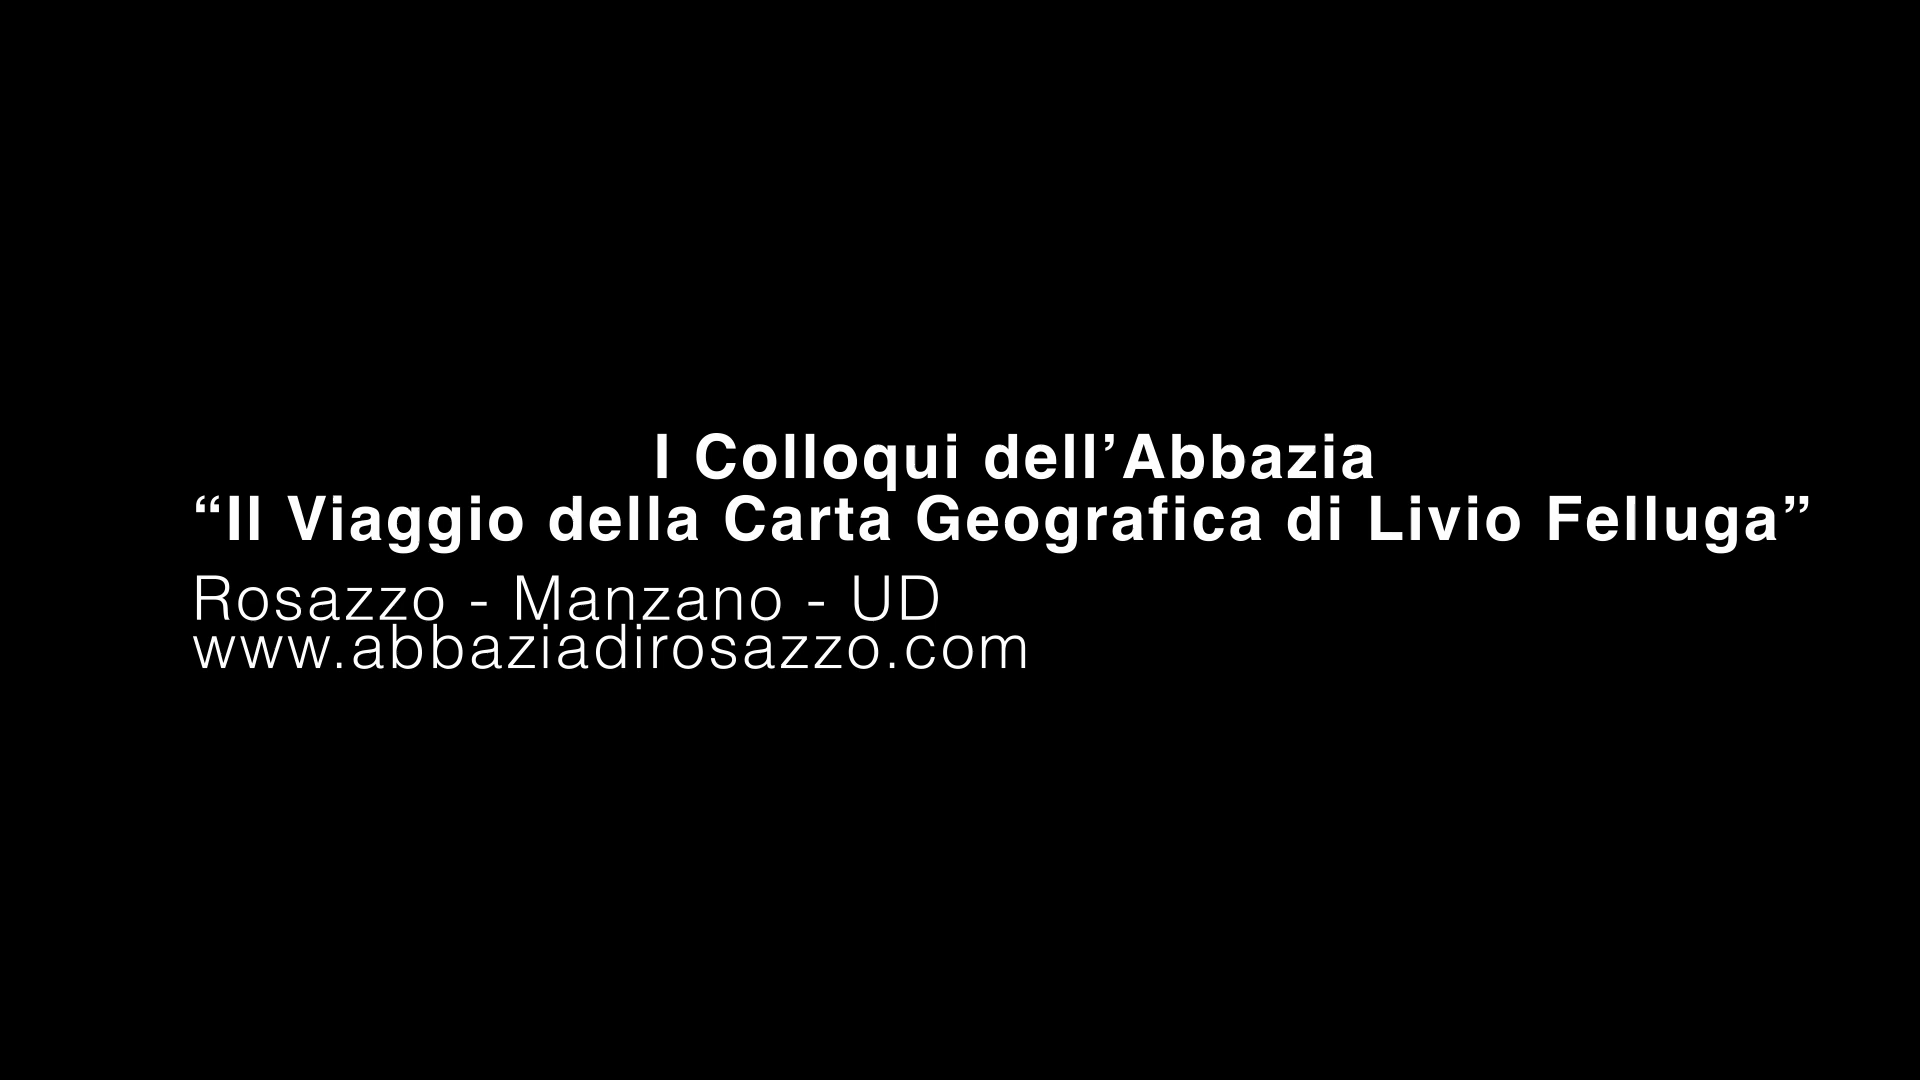 I Colloqui dell’Abbazia
“Il Viaggio della Carta Geografica di Livio Felluga”
Rosazzo - Manzano - UD
www.abbaziadirosazzo.com